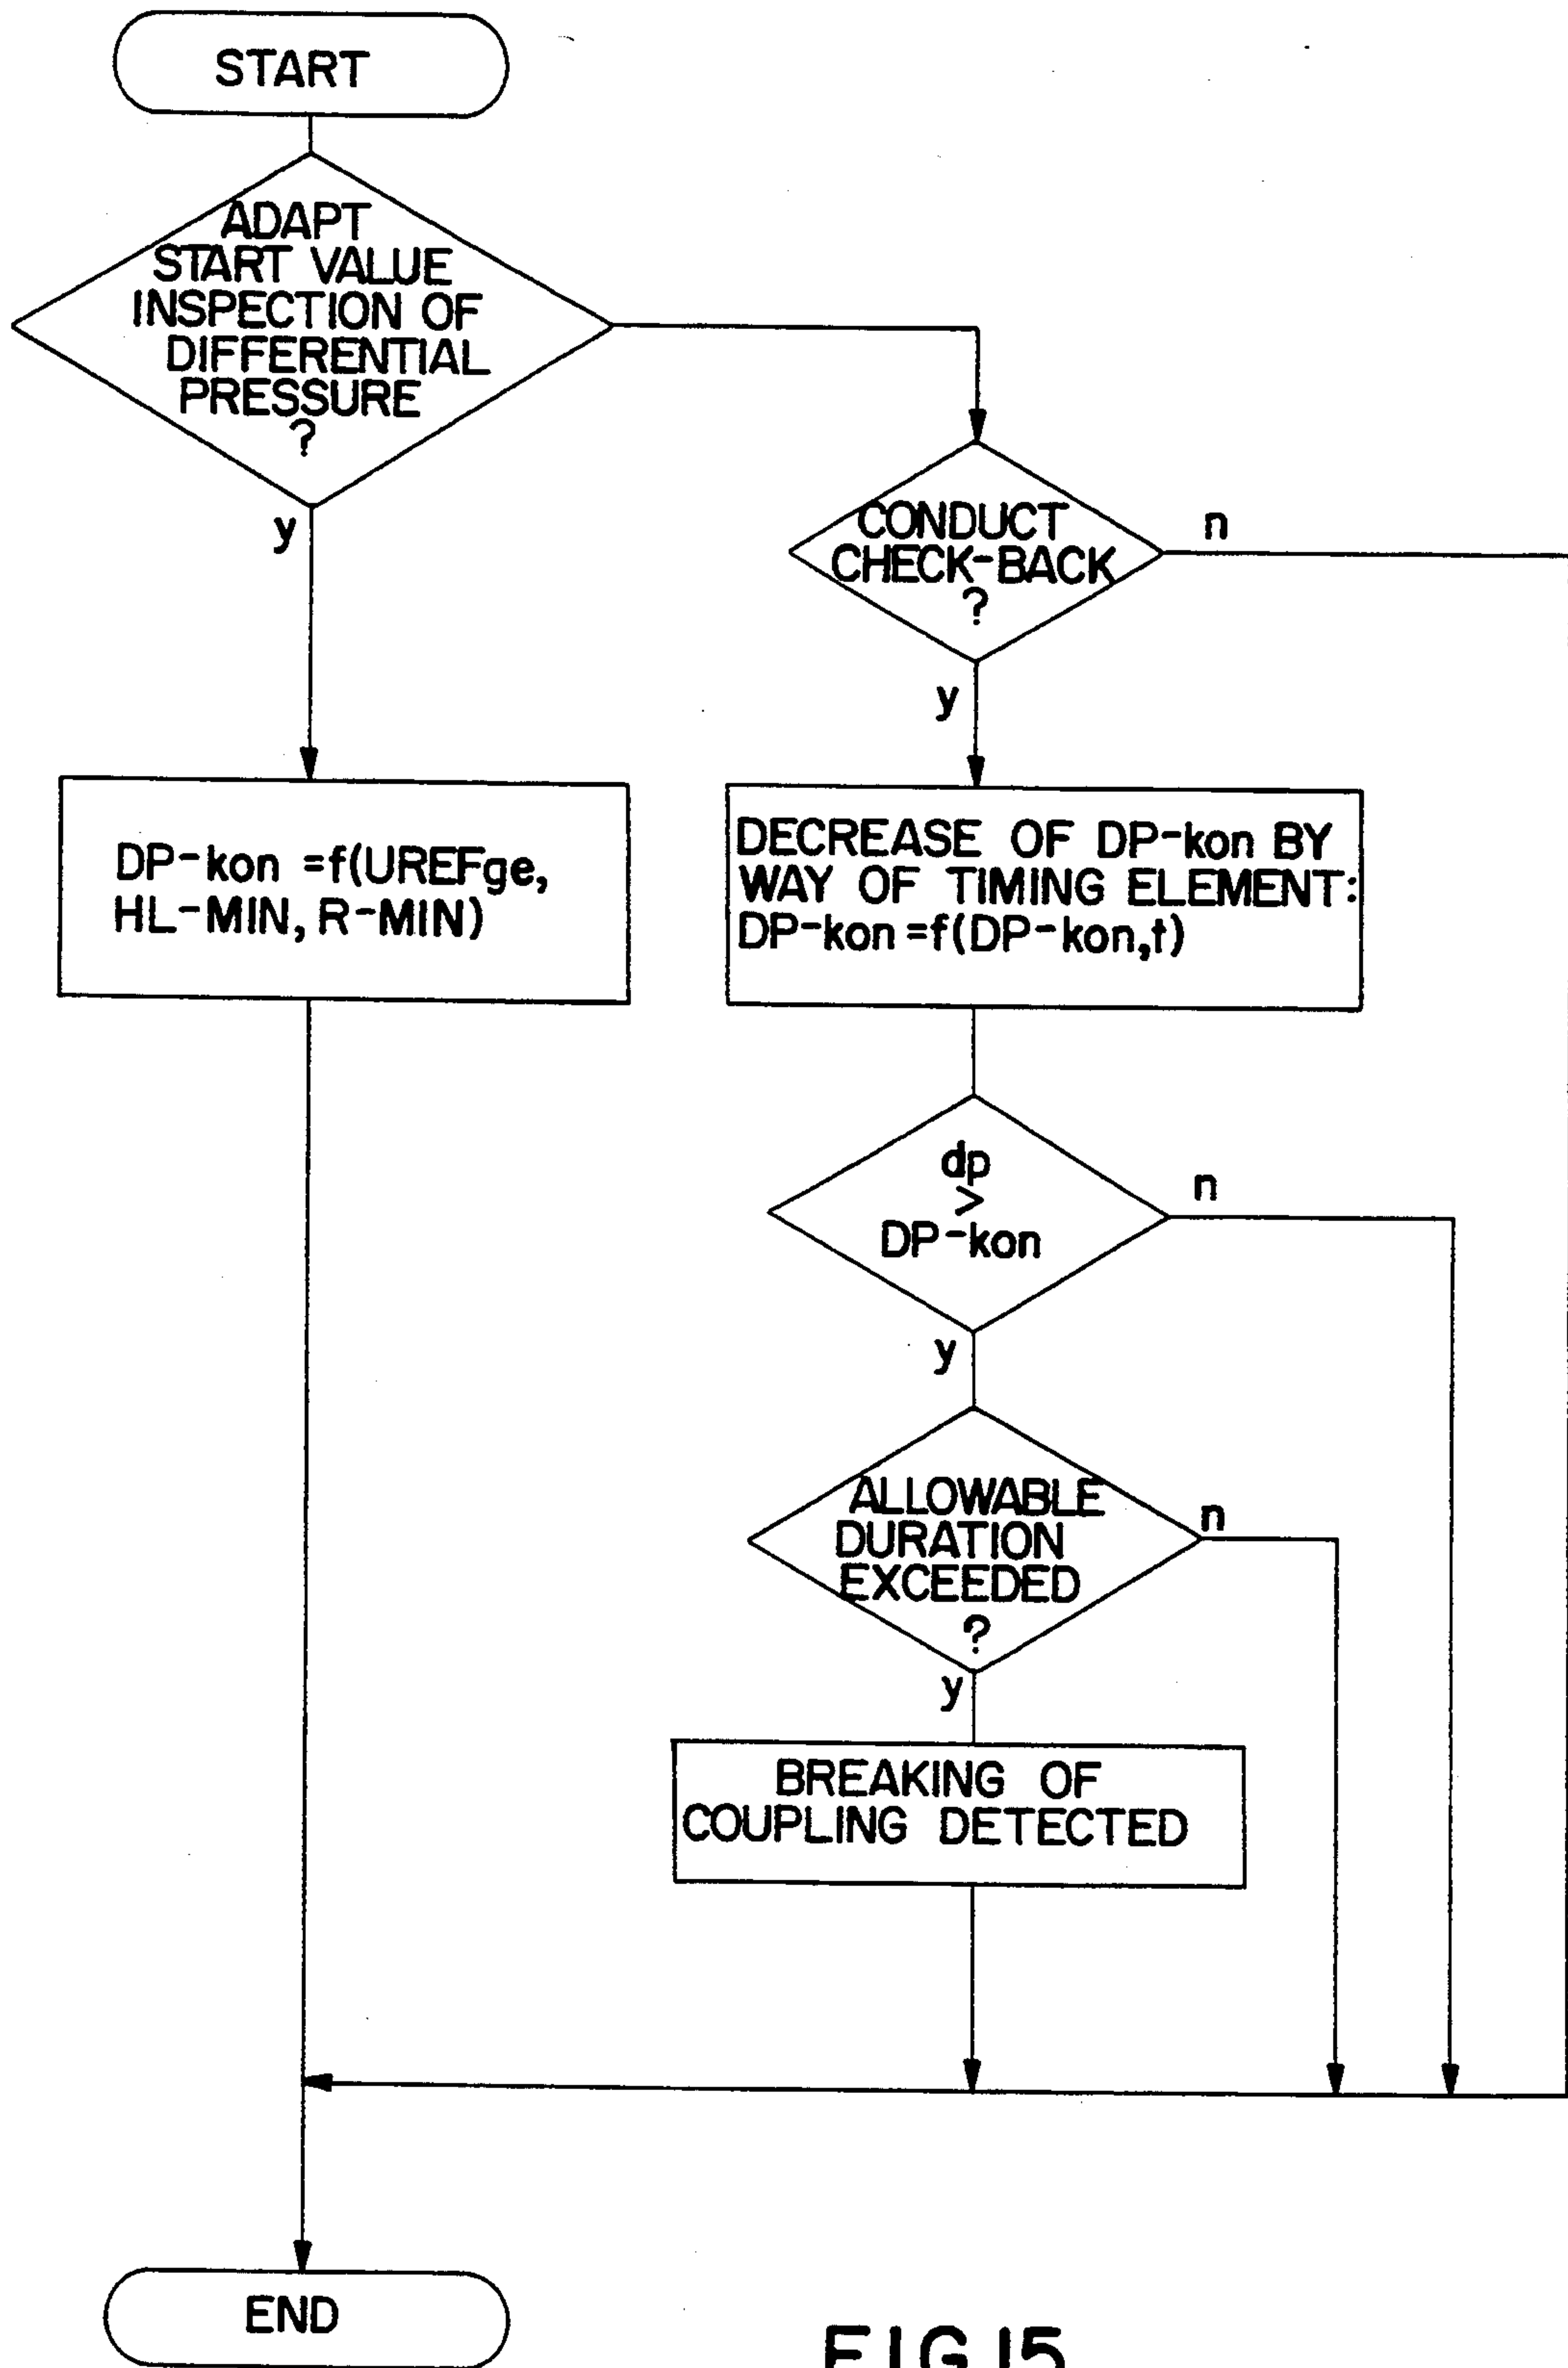 START
ADAPT
START VALUE
INSPECTION OF
DIFFERENTIAL
PRESSURE
?
y
CONDUCT
CHECK-BACK
?
n
y
DP-kon =f(UREFge,
HL-MIN, R-MIN)
DECREASE OF DP-kon BY
WAY OF TIMING ELEMENT:
DP-kon =f(DP-kon,t)
dp
>
DP-kon
n
y
ALLOWABLE
DURATION
EXCEEDED
?
n
y
BREAKING OF
COUPLING DETECTED
END
FIG.15